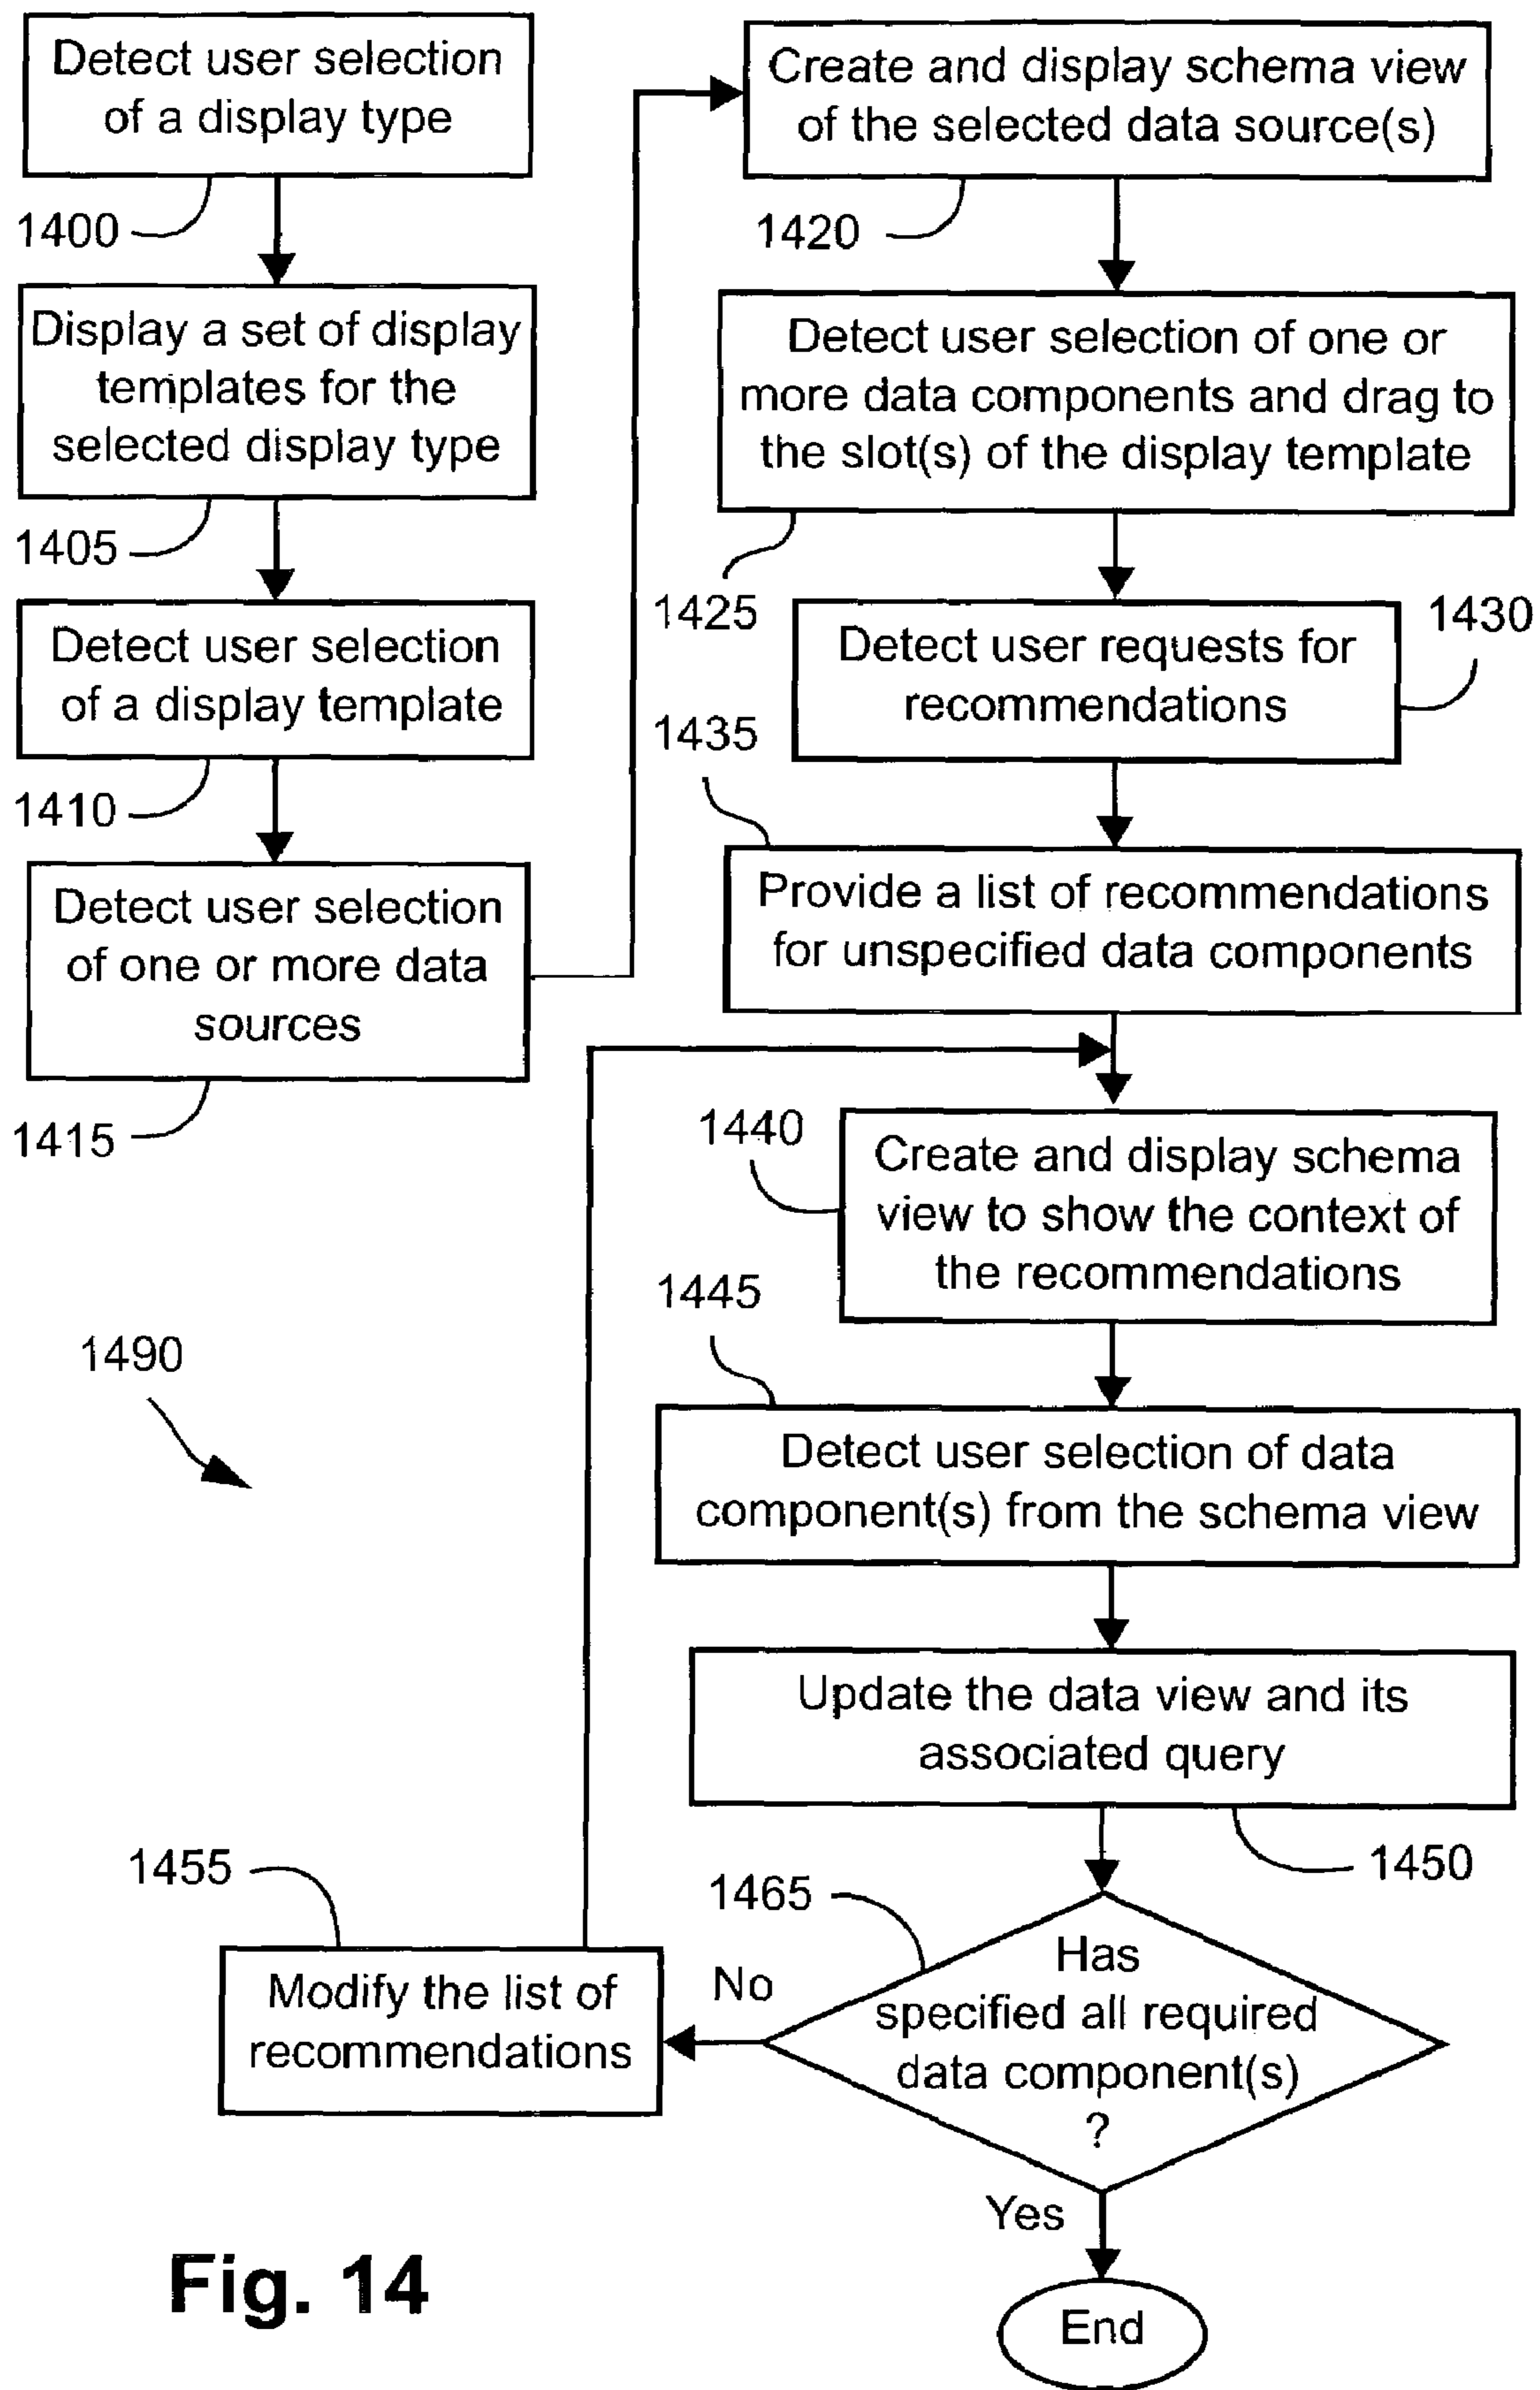 Detect user selection
of a display type
1400
Display a set of display
templates for the
selected display type
1405
Detect user selection
of a display template
1410
Detect user selection
of one or more data
sources
1415
Create and display schema view
of the selected data source(s)
1420
Detect user selection of one or
more data components and drag to
the slot(s) of the display template
1425
Detect user requests for
recommendations
1430
1435
Provide a list of recommendations
for unspecified data components
1440
Create and display schema
view to show the context of
the recommendations
1445
Detect user selection of data
component(s) from the schema view
1490
Update the data view and its
associated query
1450
1455
Modify the list of
recommendations
1465
No
Has
specified all required
data component(s)
?
Yes
End
Fig. 14